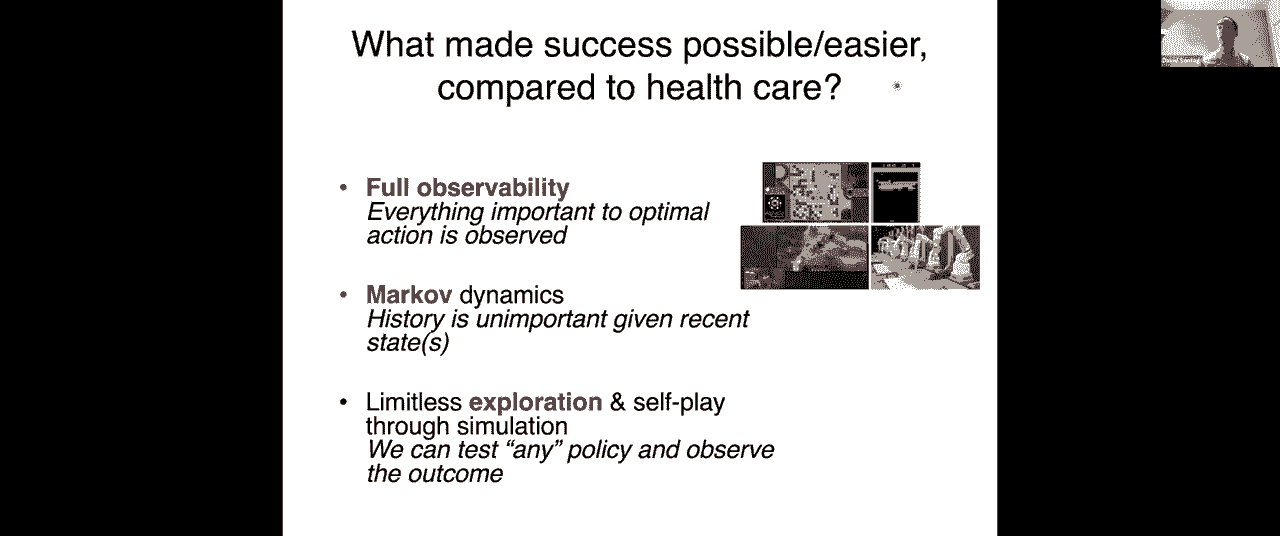 What made success possible/easier,
compared to health care?
• Full observability
Everything important to optimal
action is observed
• Markov dynamics
History is unimportant given recent
state(s)
• Limitless exploration & self-play
through simulation
We can test “any” policy and observe
the outcome
David Sontag